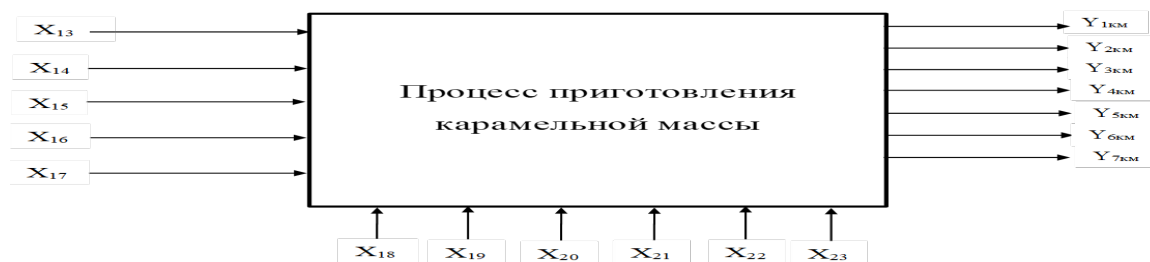 X₁₃
X₁₄
X₁₅
X₁₆
X₁₇
Процесс приготовления
карамельной массы
Y₁км
Y₂км
Y₃км
Y₄км
Y₅км
Y₆км
Y₇км
X₁₈ X₁₉ X₂₀ X₂₁ X₂₂ X₂₃